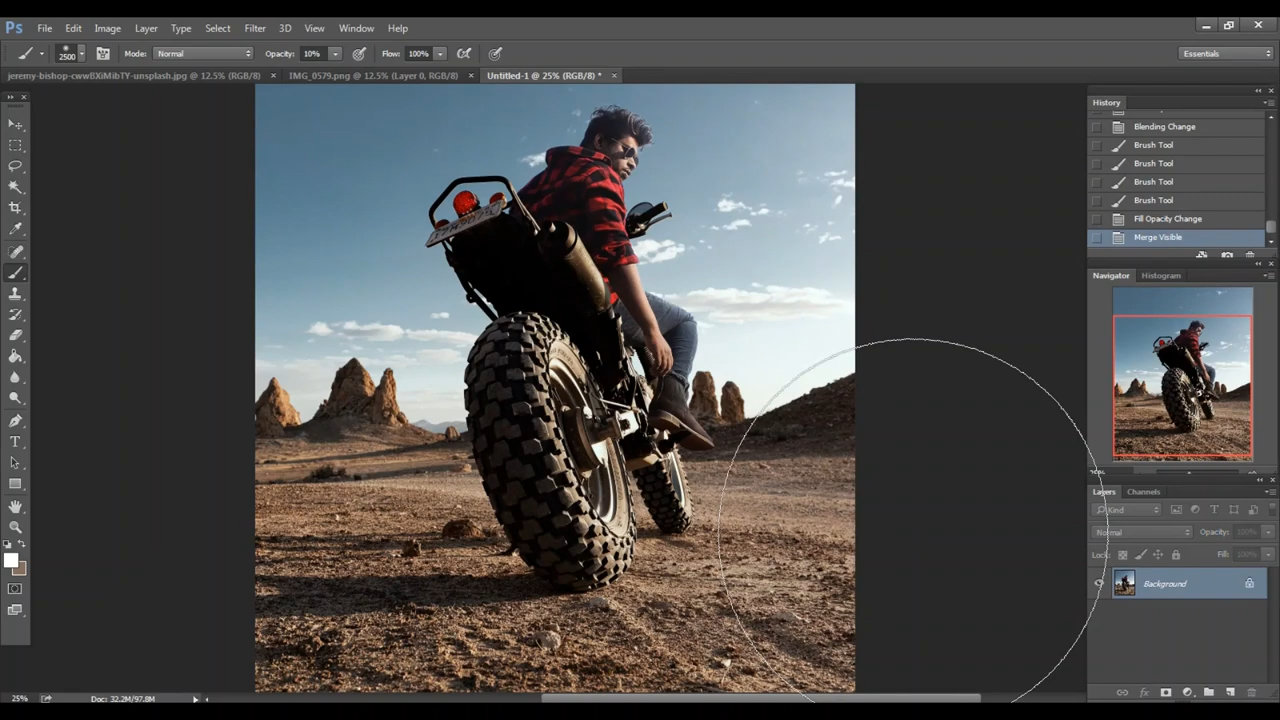 Ps File Edit Image Layer Type Select Filter 3D View Window Help
2500 Mode: Normal Opacity: 10% Flow: 100% Essentials
jeremy-bishop-cwwBXiMibTY-unsplash.jpg @ 12.5% (RGB/8) × IMG_0579.png @ 12.5% (Layer 0, RGB/8) × Untitled-1 @ 25% (RGB/8) * ×
History
Blending Change
Brush Tool
Brush Tool
Brush Tool
Brush Tool
Fill Opacity Change
Merge Visible
Navigator Histogram
Layers Channels
Kind
Normal Opacity: 100%
Lock: Fill: 100%
Background
25% Doc: 32.2M/97.8M